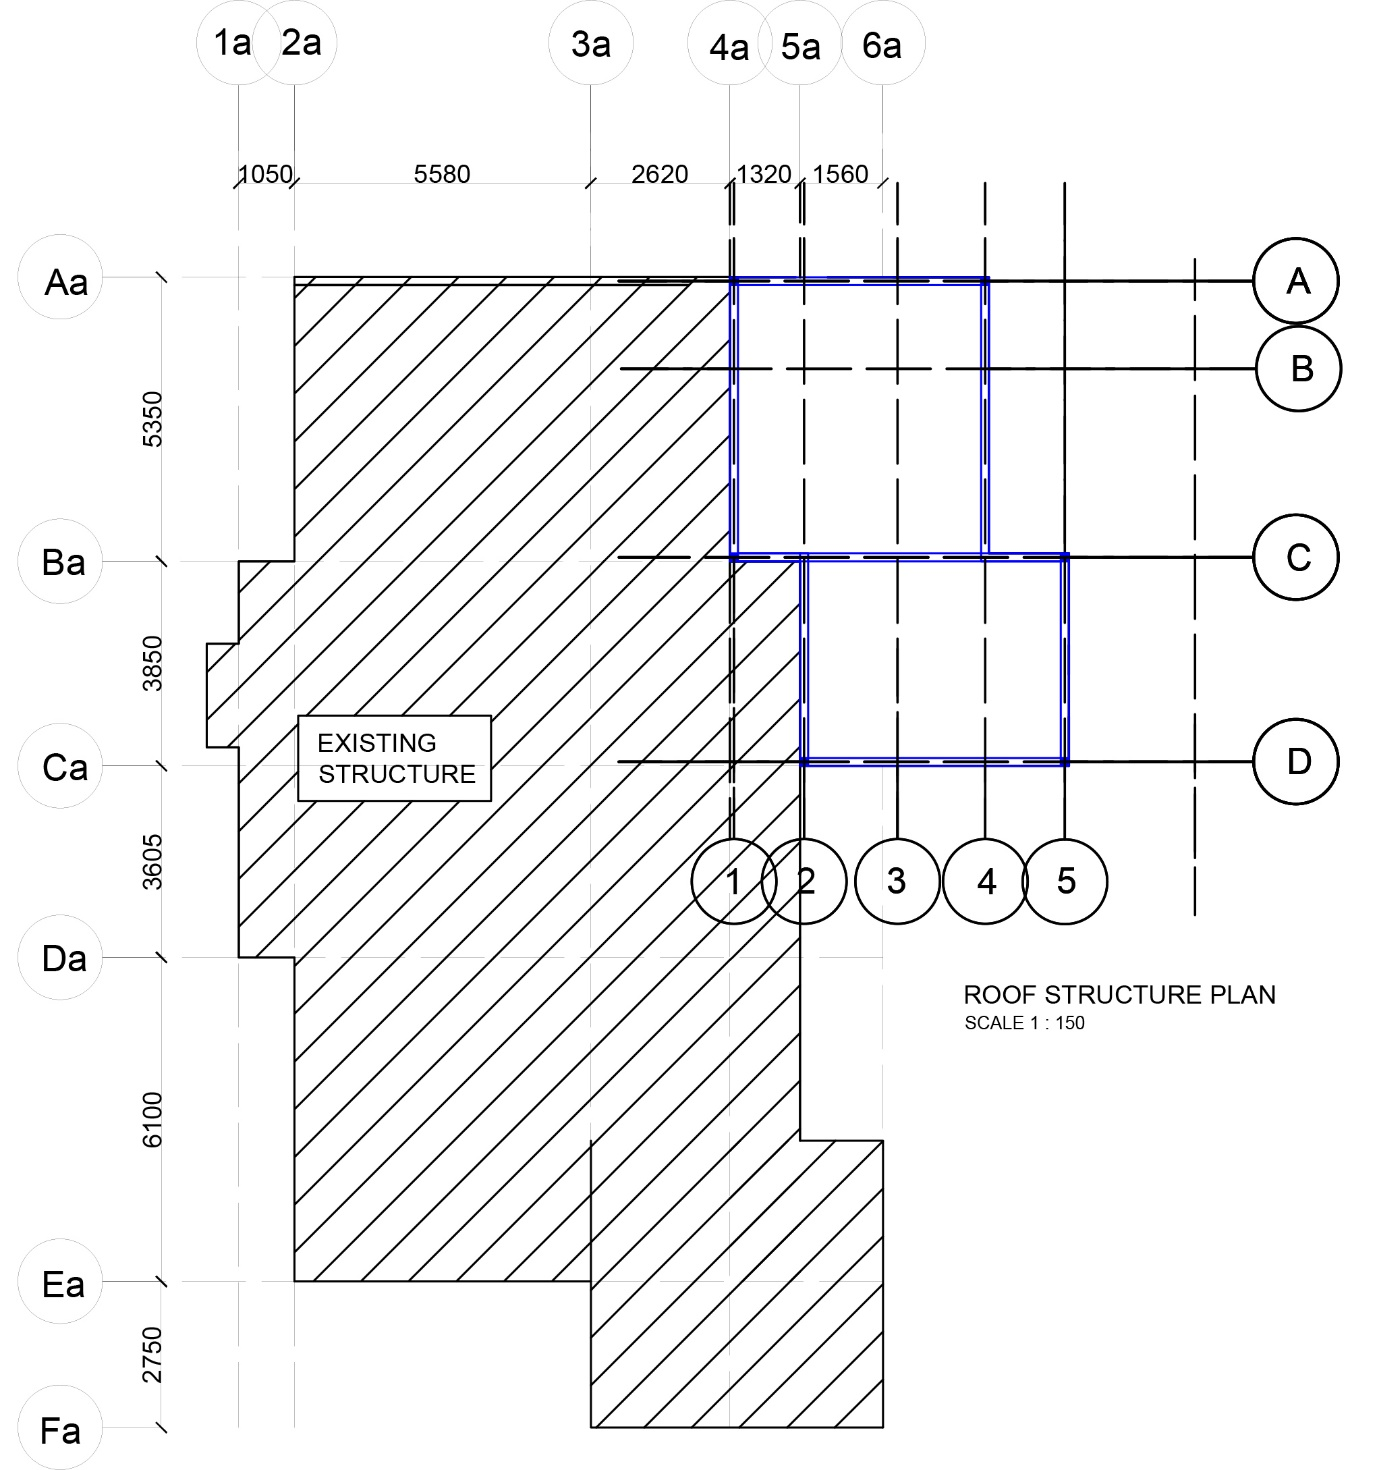 1a 2a 3a 4a 5a 6a
1050 5580 2620 1320 1560
Aa
A
B
5350
Ba
C
3850
EXISTING
STRUCTURE
Ca
D
3605
1 2 3 4 5
Da
ROOF STRUCTURE PLAN
SCALE 1 : 150
6100
Ea
2750
Fa